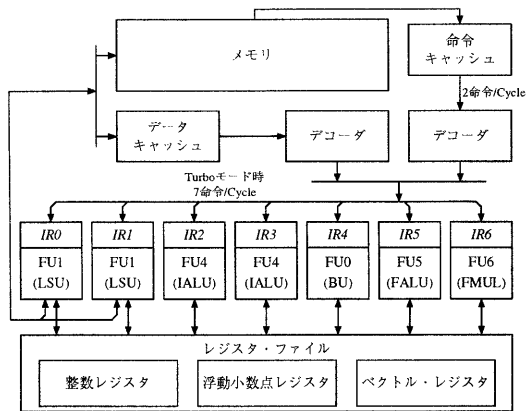 メモリ
命令
キャッシュ
2命令/Cycle
データ
キャッシュ
デコーダ
デコーダ
Turboモード時
7命令/Cycle
IR0
IR1
IR2
IR3
IR4
IR5
IR6
FU1
(LSU)
FU1
(LSU)
FU4
(IALU)
FU4
(IALU)
FU0
(BU)
FU5
(FALU)
FU6
(FMUL)
レジスタ・ファイル
整数レジスタ
浮動小数点レジスタ
ベクトル・レジスタ